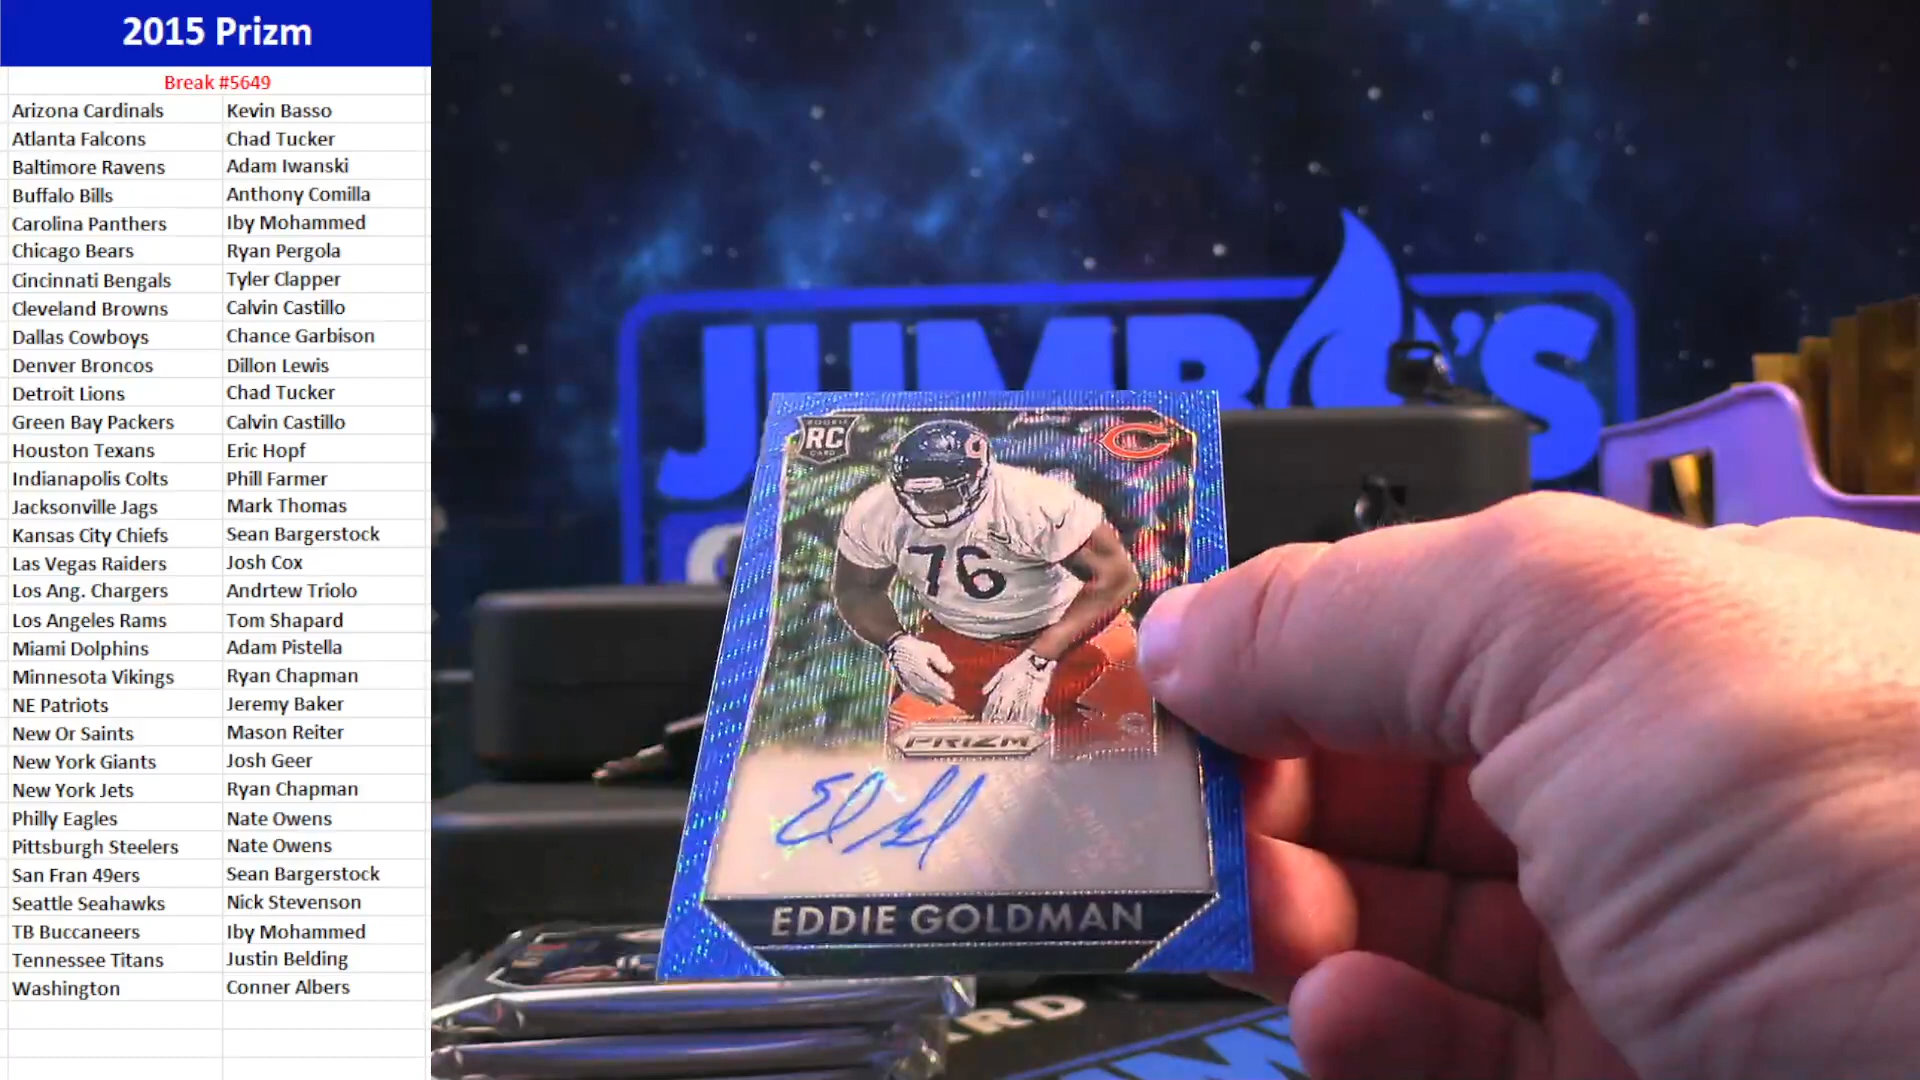 2015 Prizm
Break #5649
Arizona Cardinals Kevin Basso
Atlanta Falcons Chad Tucker
Baltimore Ravens Adam Iwanski
Buffalo Bills Anthony Comilla
Carolina Panthers Iby Mohammed
Chicago Bears Ryan Pergola
Cincinnati Bengals Tyler Clapper
Cleveland Browns Calvin Castillo
Dallas Cowboys Chance Garbison
Denver Broncos Dillon Lewis
Detroit Lions Chad Tucker
Green Bay Packers Calvin Castillo
Houston Texans Eric Hopf
Indianapolis Colts Phill Farmer
Jacksonville Jags Mark Thomas
Kansas City Chiefs Sean Bargerstock
Las Vegas Raiders Josh Cox
Los Ang. Chargers Andrtew Triolo
Los Angeles Rams Tom Shapard
Miami Dolphins Adam Pistella
Minnesota Vikings Ryan Chapman
NE Patriots Jeremy Baker
New Or Saints Mason Reiter
New York Giants Josh Geer
New York Jets Ryan Chapman
Philly Eagles Nate Owens
Pittsburgh Steelers Nate Owens
San Fran 49ers Sean Bargerstock
Seattle Seahawks Nick Stevenson
TB Buccaneers Iby Mohammed
Tennessee Titans Justin Belding
Washington Conner Albers
JUMBO'S
ROOKIE
RC
CARD
76
PRIZM
EDDIE GOLDMAN